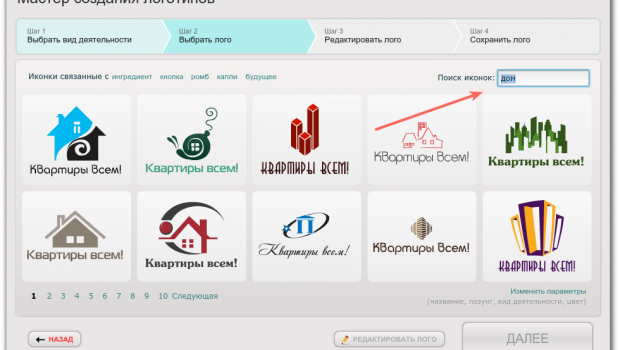 Мастер создания логотипов
Шаг 1
Выбрать вид деятельности
Шаг 2
Выбрать лого
Шаг 3
Редактировать лого
Шаг 4
Сохранить лого
Иконки связанные с ингредиент кнопка ромб капли будущее
Поиск иконок: дон
Квартиры всем!
Квартиры всем!
КВАРТИРЫ ВСЕМ!
Квартиры всем!
Квартиры всем!
Квартиры всем!
Квартиры всем!
Квартиры всем!
Квартиры всем!
КВАРТИРЫ ВСЕМ!
1 2 3 4 5 6 7 8 9 10 Следующая
Изменить параметры
(название, лозунг, вид деятельности, цвет)
НАЗАД
РЕДАКТИРОВАТЬ ЛОГО
ДАЛЕЕ